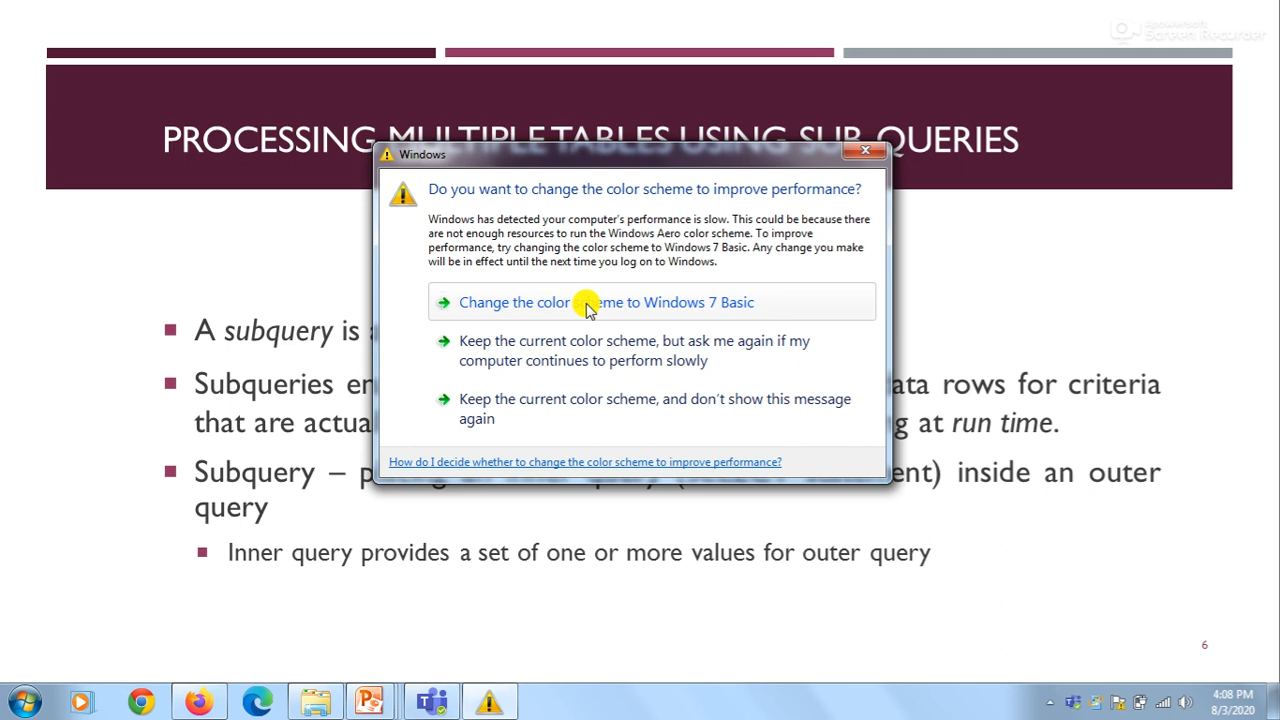 Apowersoft
Screen Recorder
PROCESSING MULTIPLE TABLES USING SUB-QUERIES
Windows
Do you want to change the color scheme to improve performance?
Windows has detected your computer's performance is slow. This could be because there
are not enough resources to run the Windows Aero color scheme. To improve
performance, try changing the color scheme to Windows 7 Basic. Any change you make
will be in effect until the next time you log on to Windows.
Change the color scheme to Windows 7 Basic
Keep the current color scheme, but ask me again if my
computer continues to perform slowly
Keep the current color scheme, and don't show this message
again
How do I decide whether to change the color scheme to improve performance?
A subquery is
Subqueries rows for criteria
that are at run time.
Subquery – inside an outer
query
Inner query provides a set of one or more values for outer query
6
4:08 PM
8/3/2020